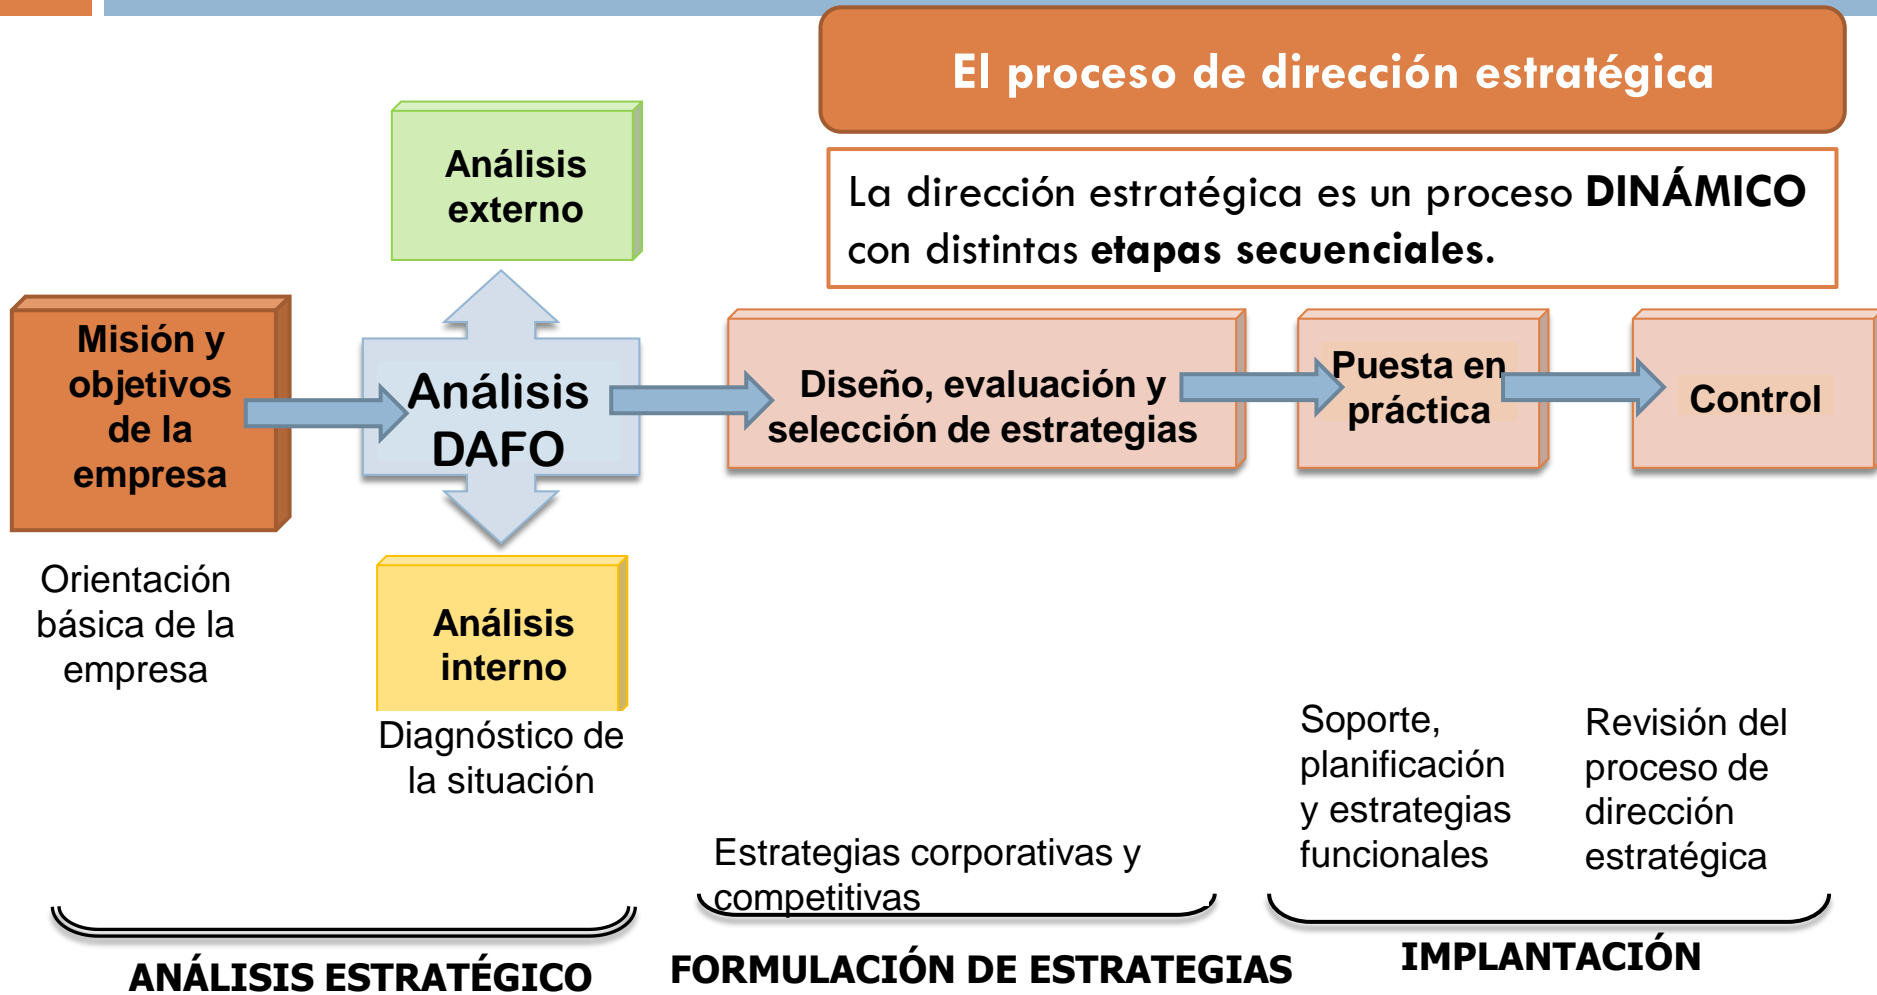 El proceso de dirección estratégica
La dirección estratégica es un proceso DINÁMICO
con distintas etapas secuenciales.
Análisis
externo
Misión y
objetivos
de la
empresa
Análisis
DAFO
Diseño, evaluación y
selección de estrategias
Puesta en
práctica
Control
Orientación
básica de la
empresa
Análisis
interno
Diagnóstico de
la situación
Estrategias corporativas y
competitivas
Soporte,
planificación
y estrategias
funcionales
Revisión del
proceso de
dirección
estratégica
ANÁLISIS ESTRATÉGICO
FORMULACIÓN DE ESTRATEGIAS
IMPLANTACIÓN